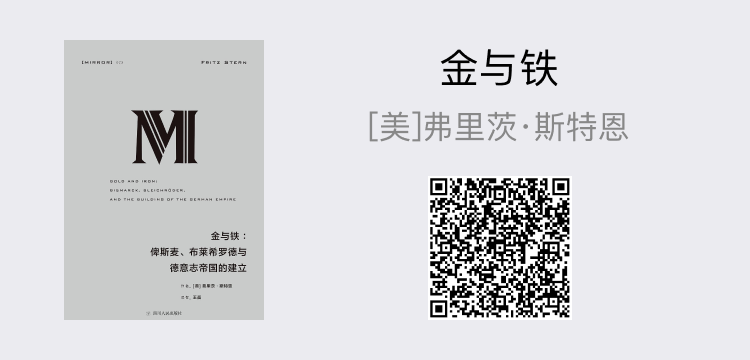 [MIRROR]
FRITZ STERN
M
GOLD AND IRON:
BISMARCK, BLEICHRÖDER,
AND THE BUILDING OF THE GERMAN EMPIRE
金与铁：
俾斯麦、布莱希罗德与
德意志帝国的建立
[美] 弗里茨·斯特恩
王晨
四川人民出版社
金与铁
[美]弗里茨·斯特恩